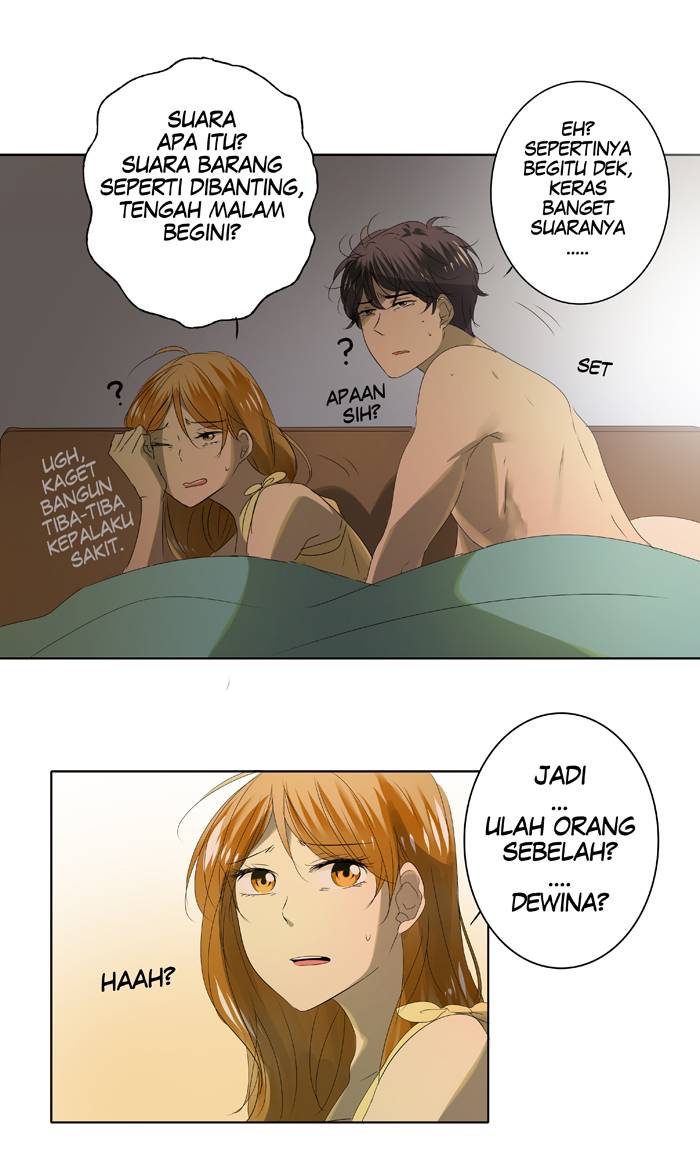 SUARA
APA ITU?
SUARA BARANG
SEPERTI DIBANTING,
TENGAH MALAM
BEGINI?
EH?
SEPERTINYA
BEGITU DEK,
KERAS
BANGET
SUARANYA
.....
?
?
APAAN
SIH?
SET
UGH,
KAGET
BANGUN
TIBA-TIBA
KEPALAKU
SAKIT.
JADI
...
ULAH ORANG
SEBELAH?
....
DEWINA?
HAAH?